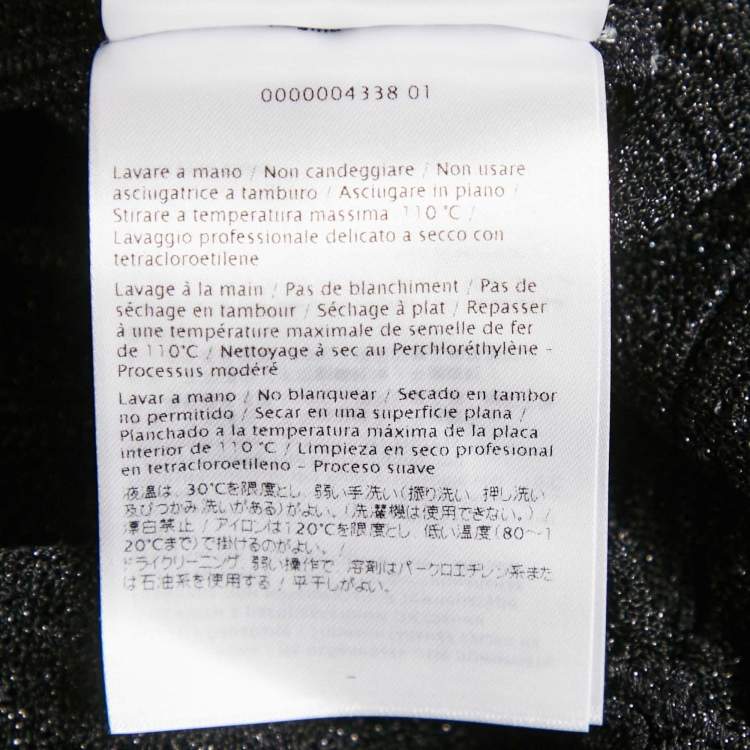 0000004338 01
Lavare a mano / Non candeggiare / Non usare
asciugatrice a tamburo / Asciugare in piano /
Stirare a temperatura massima 110 °C /
Lavaggio professionale delicato a secco con
tetracloroetilene
Lavage à la main / Pas de blanchiment / Pas de
séchage en tambour / Séchage à plat / Repasser
à une température maximale de semelle de fer
de 110°C / Nettoyage à sec au Perchloréthylène -
Processus modéré
Lavar a mano / No blanquear / Secado en tambor
no permitido / Secar en una superficie plana /
Planchado a la temperatura máxima de la placa
interior de 110 °C / Limpieza en seco profesional
en tetracloroetileno - Proceso suave
液温は、30℃を限度とし、弱い手洗い(振り洗い、押し洗い
及びつかみ洗いがある)がよい。(洗濯機は使用できない。) /
漂白禁止 / アイロンは120℃を限度とし、低い温度(80〜1
20℃まで)で掛けるのがよい。/
ドライクリーニング、弱い操作で、溶剤はパークロエチレン系また
は石油系を使用する / 平干しがよい。